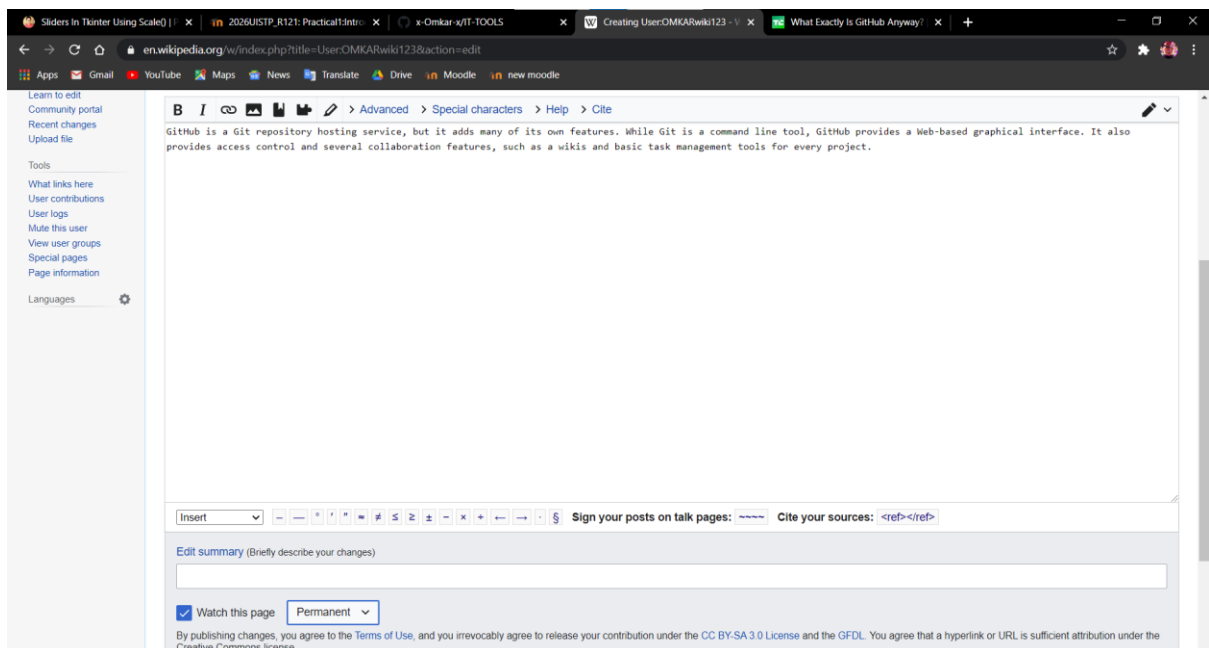 Sliders In Tkinter Using Scale() | P
2026UISTP_R121: Practical1:Intro
x-Omkar-x/IT-TOOLS
Creating User:OMKARwiki123 -
What Exactly Is GitHub Anyway?
en.wikipedia.org/w/index.php?title=User:OMKARwiki123&action=edit
Apps Gmail YouTube Maps News Translate Drive Moodle new moodle
Learn to edit
Community portal
Recent changes
Upload file
Tools
What links here
User contributions
User logs
Mute this user
View user groups
Special pages
Page information
Languages
B I > Advanced > Special characters > Help > Cite
GitHub is a Git repository hosting service, but it adds many of its own features. While Git is a command line tool, GitHub provides a Web-based graphical interface. It also
provides access control and several collaboration features, such as a wikis and basic task management tools for every project.
Insert – — ° ′ ″ ≈ ≠ ≤ ≥ ± − × ÷ ← → · § Sign your posts on talk pages: ~~~~ Cite your sources: <ref></ref>
Edit summary (Briefly describe your changes)
Watch this page Permanent
By publishing changes, you agree to the Terms of Use, and you irrevocably agree to release your contribution under the CC BY-SA 3.0 License and the GFDL. You agree that a hyperlink or URL is sufficient attribution under the
Creative Commons license.